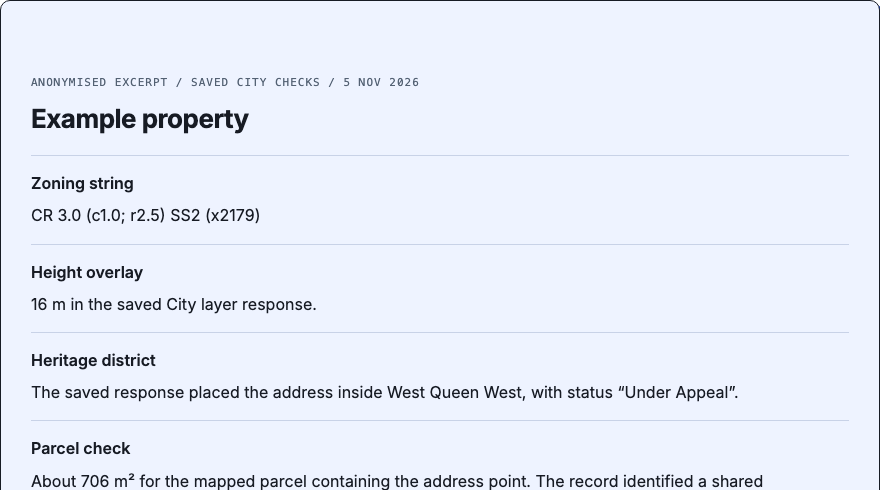 ANONYMISED EXCERPT / SAVED CITY CHECKS / 5 NOV 2026
Example property
Zoning string
CR 3.0 (c1.0; r2.5) SS2 (x2179)
Height overlay
16 m in the saved City layer response.
Heritage district
The saved response placed the address inside West Queen West, with status “Under Appeal”.
Parcel check
About 706 m² for the mapped parcel containing the address point. The record identified a shared